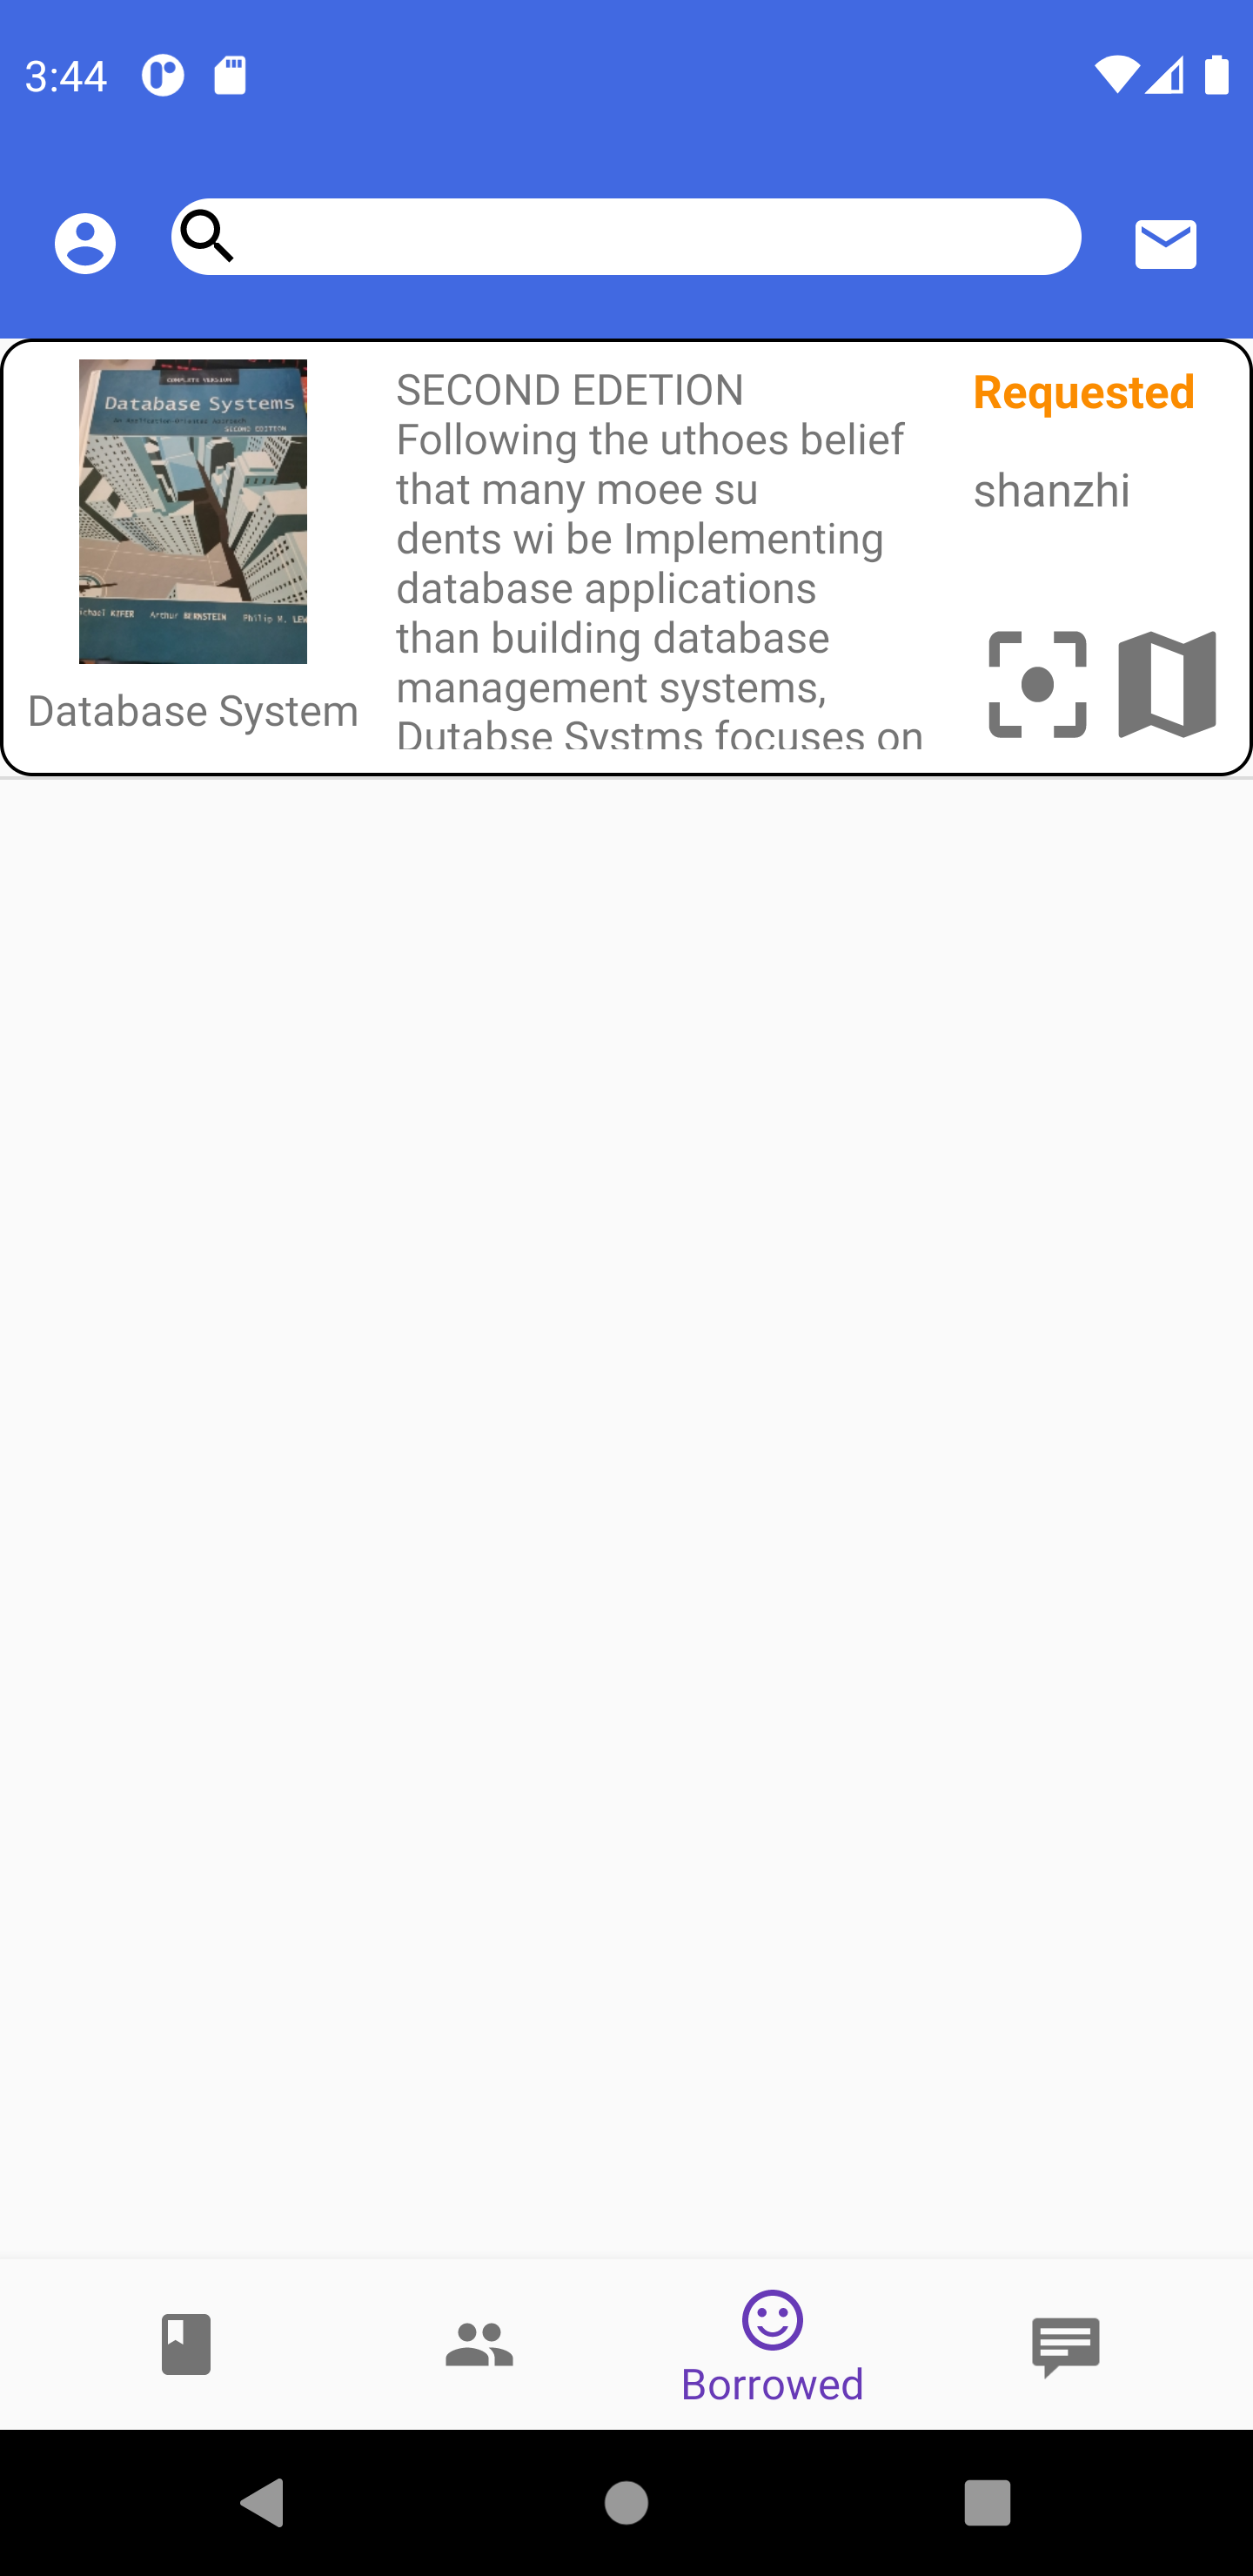 3:44
COMPLETE VERSION
Database Systems
An Application-Oriented Approach
SECOND EDITION
ichael KIFER Arthur BERNSTEIN Philip M. LEW
Database System
SECOND EDETION
Following the uthoes belief
that many moee su
dents wi be Implementing
database applications
than building database
management systems,
Dutabse Systms focuses on
Requested
shanzhi
Borrowed